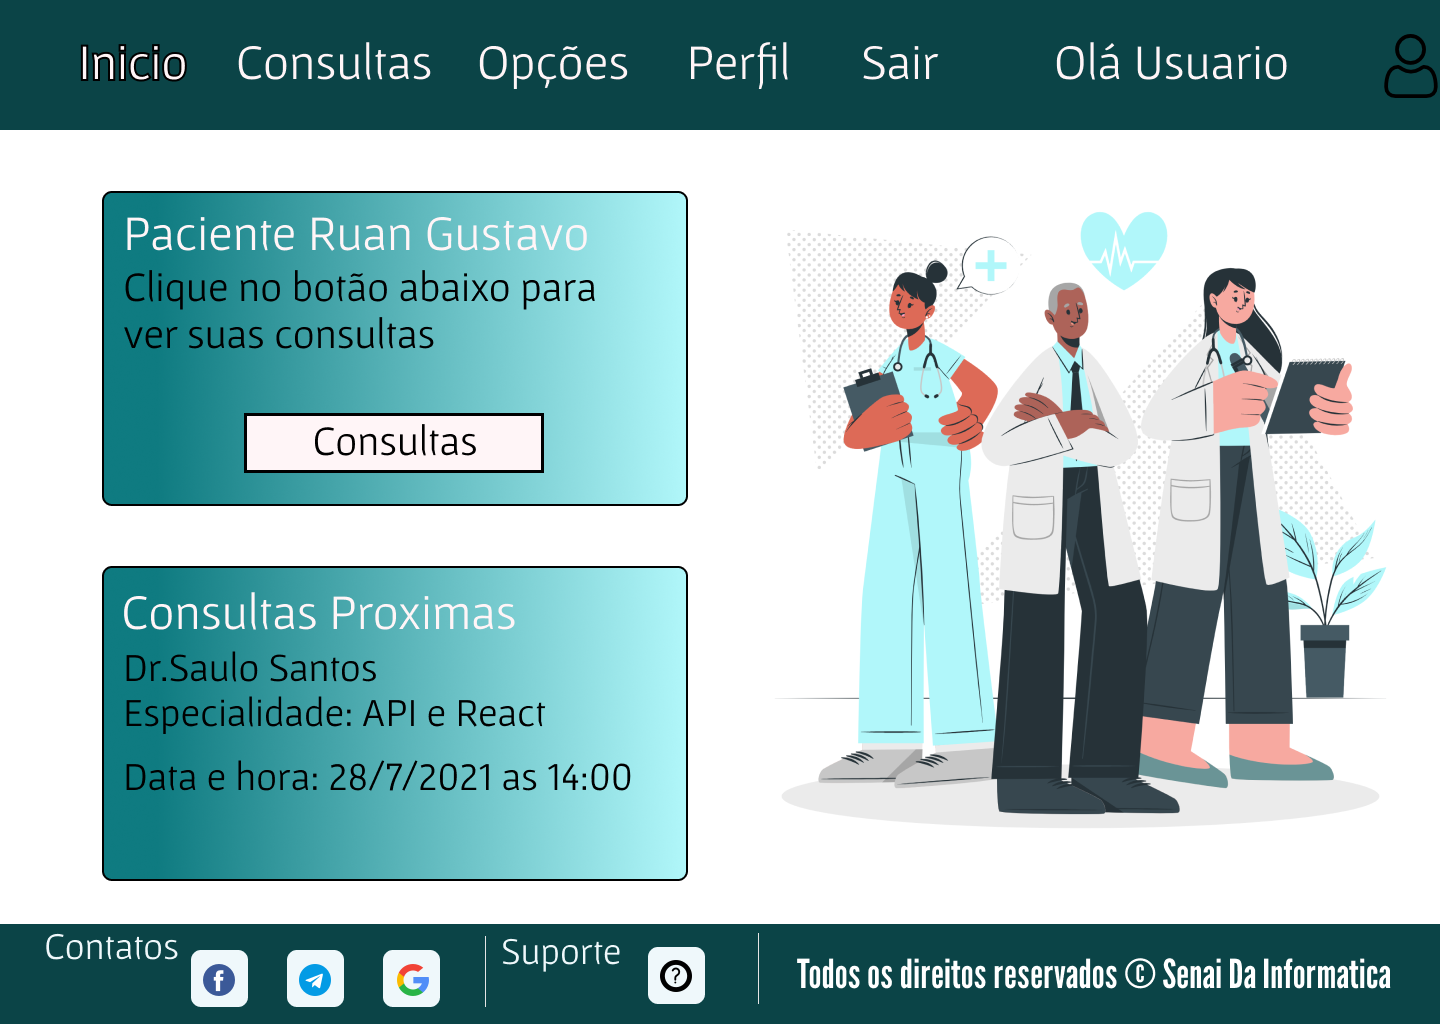 Inicio Consultas Opções Perfil Sair Olá Usuario
Paciente Ruan Gustavo
Clique no botão abaixo para
ver suas consultas
Consultas
Consultas Proximas
Dr.Saulo Santos
Especialidade: API e React
Data e hora: 28/7/2021 as 14:00
Contatos
Suporte
Todos os direitos reservados © Senai Da Informatica